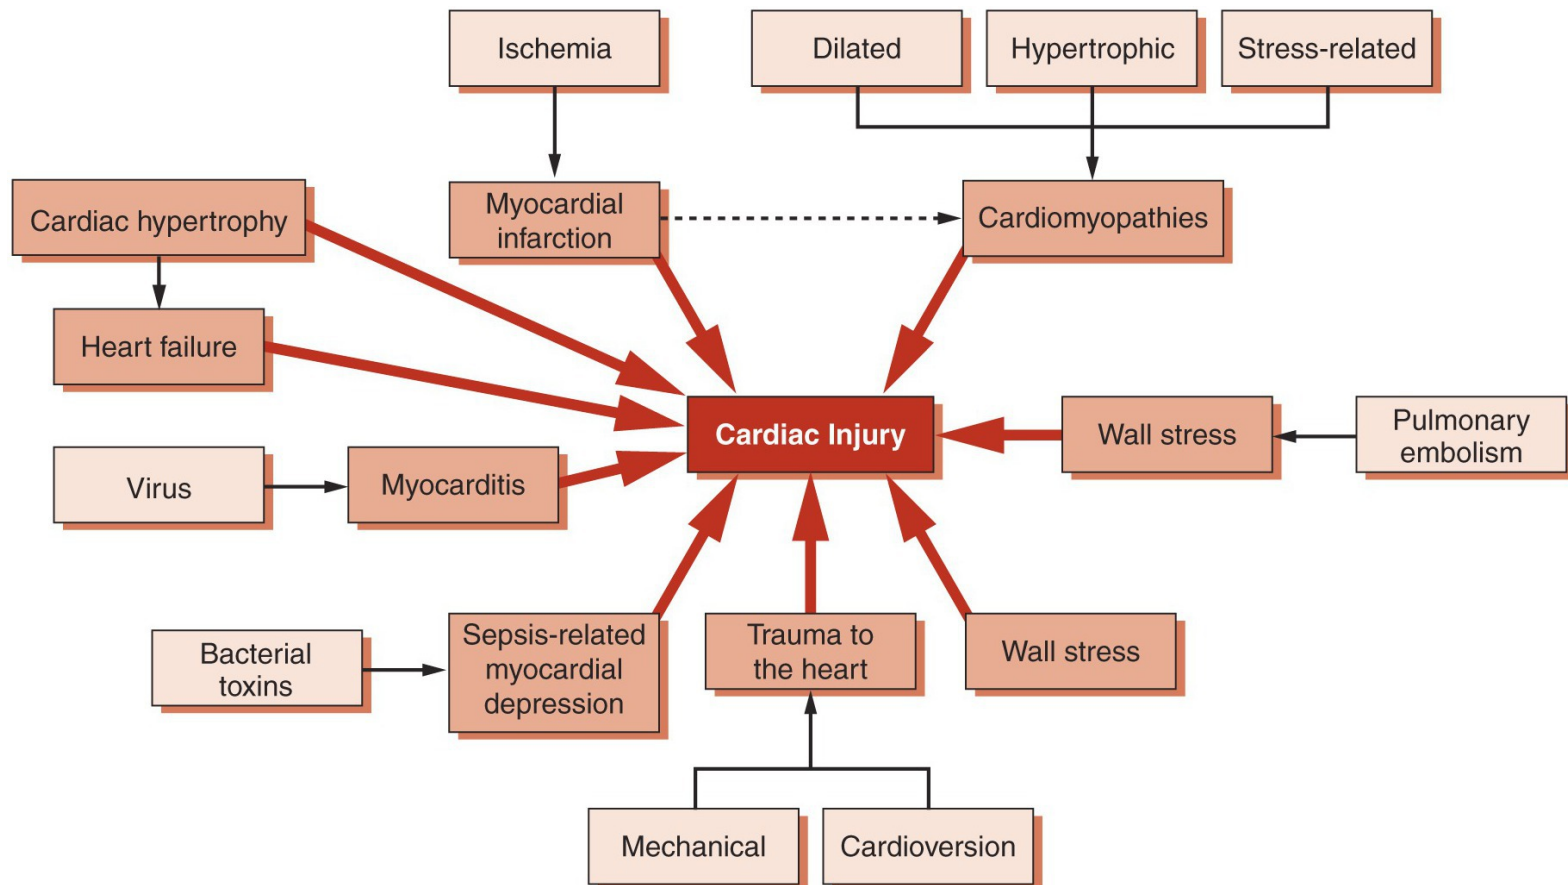 Ischemia
Dilated
Hypertrophic
Stress-related
Cardiac hypertrophy
Myocardial
infarction
Cardiomyopathies
Heart failure
Cardiac Injury
Wall stress
Pulmonary
embolism
Virus
Myocarditis
Bacterial
toxins
Sepsis-related
myocardial
depression
Trauma to
the heart
Wall stress
Mechanical
Cardioversion